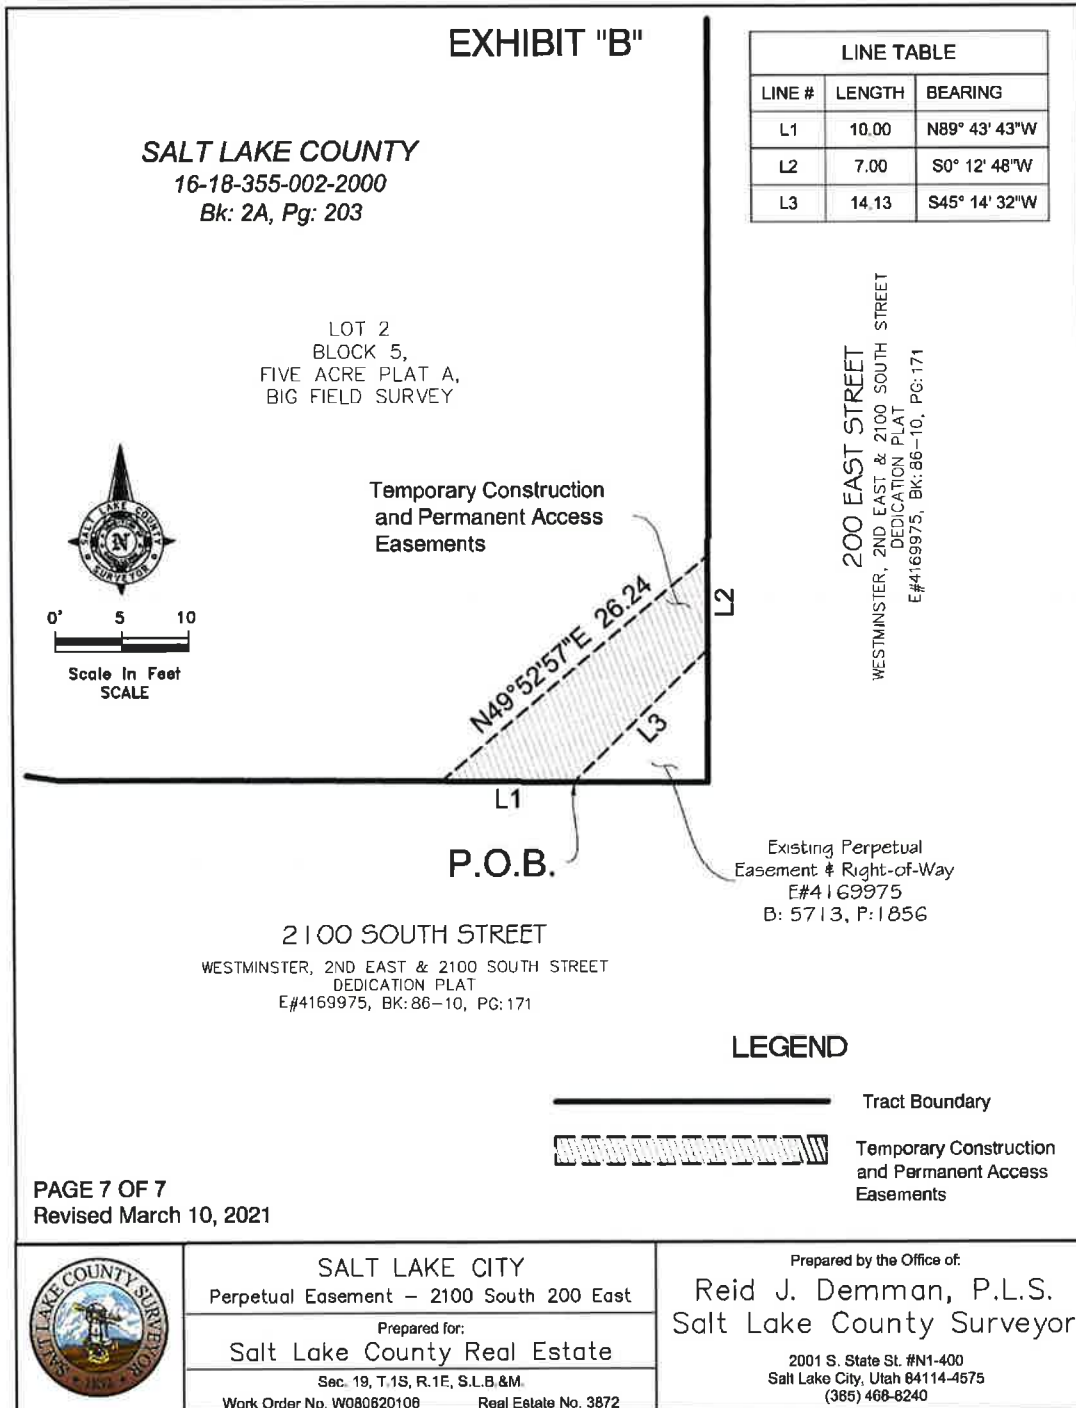 EXHIBIT "B"
LINE TABLE
LINE # LENGTH BEARING
L1 10.00 N89° 43' 43"W
L2 7.00 S0° 12' 48"W
L3 14.13 S45° 14' 32"W
SALT LAKE COUNTY
16-18-355-002-2000
Bk: 2A, Pg: 203
LOT 2
BLOCK 5,
FIVE ACRE PLAT A,
BIG FIELD SURVEY
200 EAST STREET
WESTMINSTER, 2ND EAST & 2100 SOUTH STREET
DEDICATION PLAT
E#4169975, BK: 86-10, PG: 171
SALT LAKE COUNTY
N
SURVEYOR
Temporary Construction
and Permanent Access
Easements
0' 5 10
Scale In Feet
SCALE
N49°52'57"E 26.24
L2
L3
L1
P.O.B.
Existing Perpetual
Easement & Right-of-Way
E#4169975
B: 5713, P:1856
2100 SOUTH STREET
WESTMINSTER, 2ND EAST & 2100 SOUTH STREET
DEDICATION PLAT
E#4169975, BK: 86-10, PG: 171
LEGEND
Tract Boundary
Temporary Construction
and Permanent Access
Easements
PAGE 7 OF 7
Revised March 10, 2021
SALT LAKE COUNTY SURVEYOR
1852
SALT LAKE CITY
Perpetual Easement - 2100 South 200 East
Prepared for:
Salt Lake County Real Estate
Sec. 19, T.1S, R.1E, S.L.B.&M.
Work Order No. W080620106 Real Estate No. 3872
Prepared by the Office of:
Reid J. Demman, P.L.S.
Salt Lake County Surveyor
2001 S. State St. #N1-400
Salt Lake City, Utah 84114-4575
(385) 468-8240